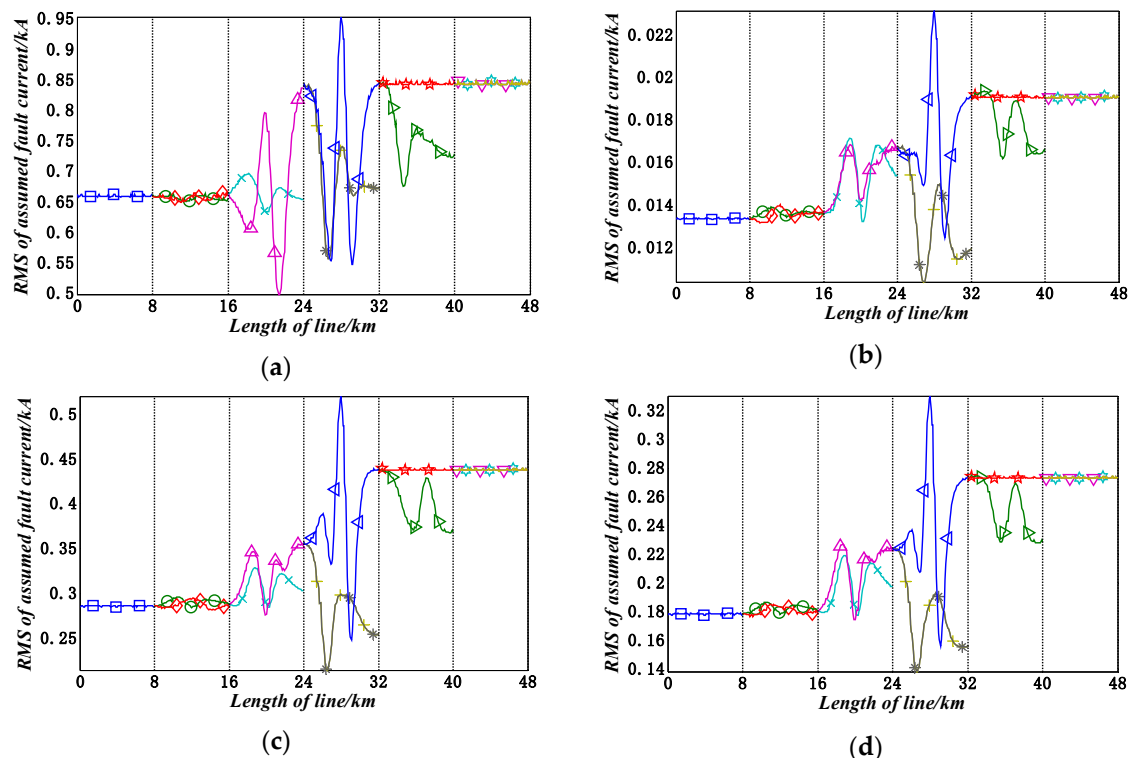 RMS of assumed fault current/kA
0.95
0.9
0.85
0.8
0.75
0.7
0.65
0.6
0.55
0.5
0 8 16 24 32 40 48
Length of line/km
(a)
RMS of assumed fault current/kA
0.022
0.02
0.018
0.016
0.014
0.012
0 8 16 24 32 40 48
Length of line/km
(b)
RMS of assumed fault current/kA
0.5
0.45
0.4
0.35
0.3
0.25
0 8 16 24 32 40 48
Length of line/km
(c)
RMS of assumed fault current/kA
0.32
0.3
0.28
0.26
0.24
0.22
0.2
0.18
0.16
0.14
0 8 16 24 32 40 48
Length of line/km
(d)